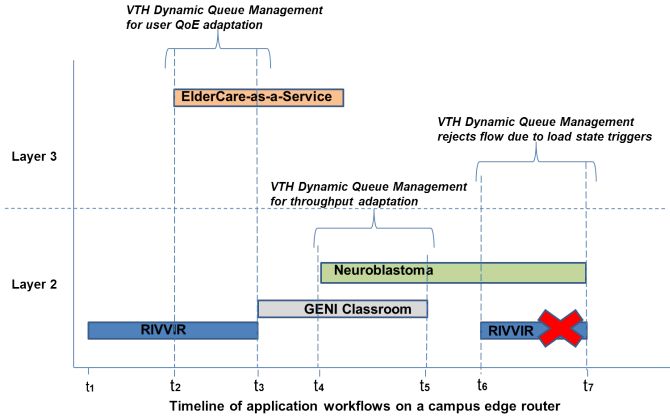 VTH Dynamic Queue Management
for user QoE adaptation
ElderCare-as-a-Service
VTH Dynamic Queue Management
rejects flow due to load state triggers
Layer 3
VTH Dynamic Queue Management
for throughput adaptation
Neuroblastoma
Layer 2
GENI Classroom
RIVVIR
RIVVIR
t1 t2 t3 t4 t5 t6 t7
Timeline of application workflows on a campus edge router